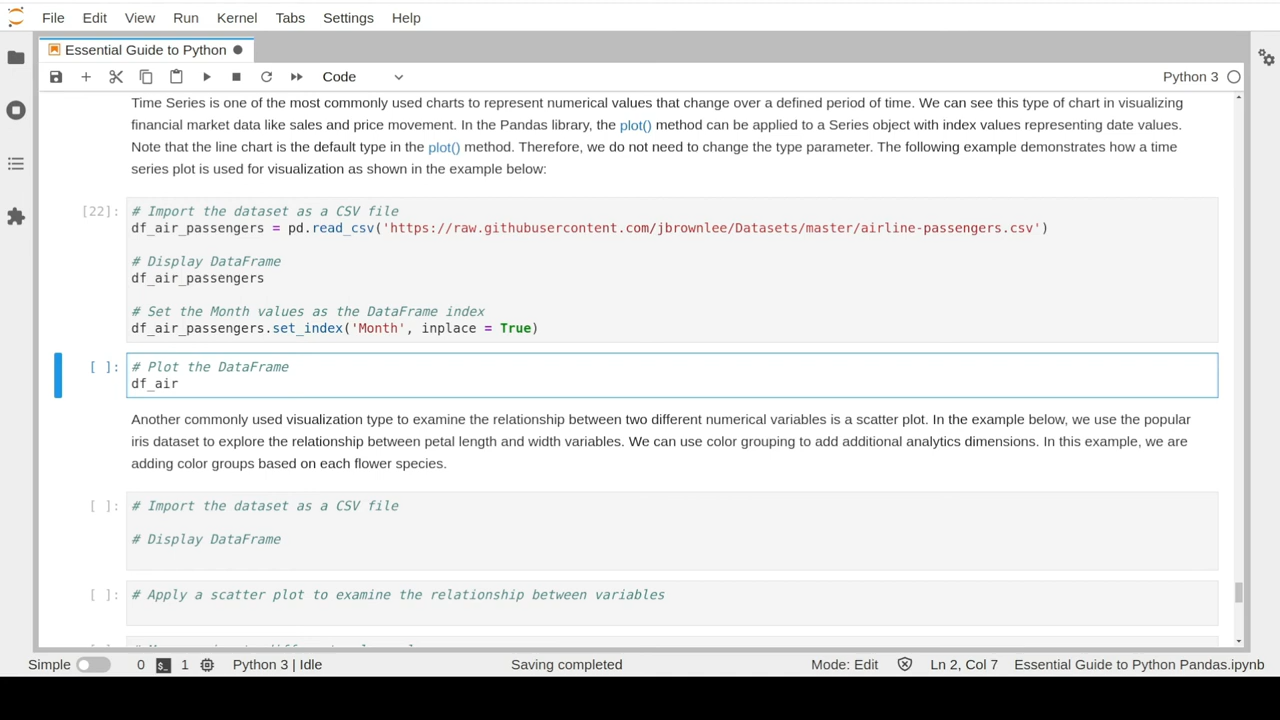 File Edit View Run Kernel Tabs Settings Help
Essential Guide to Python
Code
Python 3
Time Series is one of the most commonly used charts to represent numerical values that change over a defined period of time. We can see this type of chart in visualizing
financial market data like sales and price movement. In the Pandas library, the plot() method can be applied to a Series object with index values representing date values.
Note that the line chart is the default type in the plot() method. Therefore, we do not need to change the type parameter. The following example demonstrates how a time
series plot is used for visualization as shown in the example below:
[22]: # Import the dataset as a CSV file
df_air_passengers = pd.read_csv('https://raw.githubusercontent.com/jbrownlee/Datasets/master/airline-passengers.csv')
# Display DataFrame
df_air_passengers
# Set the Month values as the DataFrame index
df_air_passengers.set_index('Month', inplace = True)
[ ]: # Plot the DataFrame
df_air
Another commonly used visualization type to examine the relationship between two different numerical variables is a scatter plot. In the example below, we use the popular
iris dataset to explore the relationship between petal length and width variables. We can use color grouping to add additional analytics dimensions. In this example, we are
adding color groups based on each flower species.
[ ]: # Import the dataset as a CSV file
# Display DataFrame
[ ]: # Apply a scatter plot to examine the relationship between variables
Simple 0 1 Python 3 | Idle Saving completed Mode: Edit Ln 2, Col 7 Essential Guide to Python Pandas.ipynb